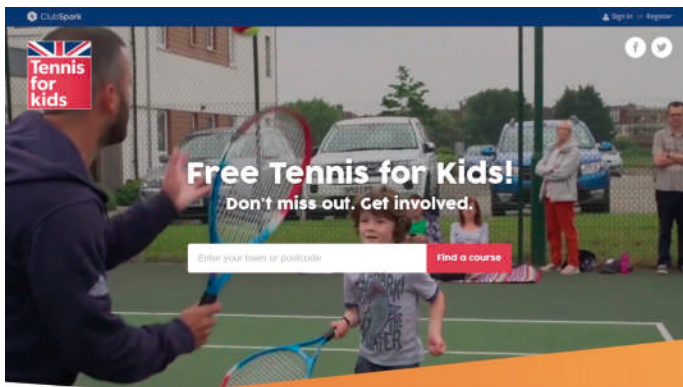 ClubSpark
Sign In or Register
Tennis
for
kids
Free Tennis for Kids!
Don't miss out. Get involved.
Enter your town or postcode
Find a course